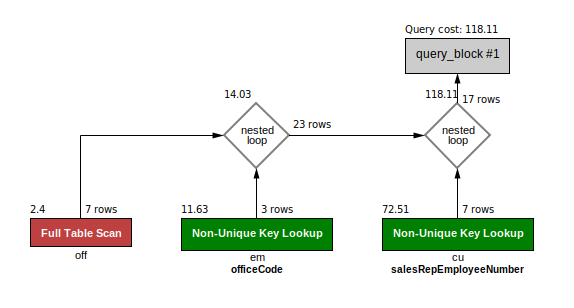 Query cost: 118.11
query_block #1
118.11
17 rows
14.03
nested
loop
23 rows
nested
loop
2.4
7 rows
Full Table Scan
off
11.63
3 rows
Non-Unique Key Lookup
em
officeCode
72.51
7 rows
Non-Unique Key Lookup
cu
salesRepEmployeeNumber